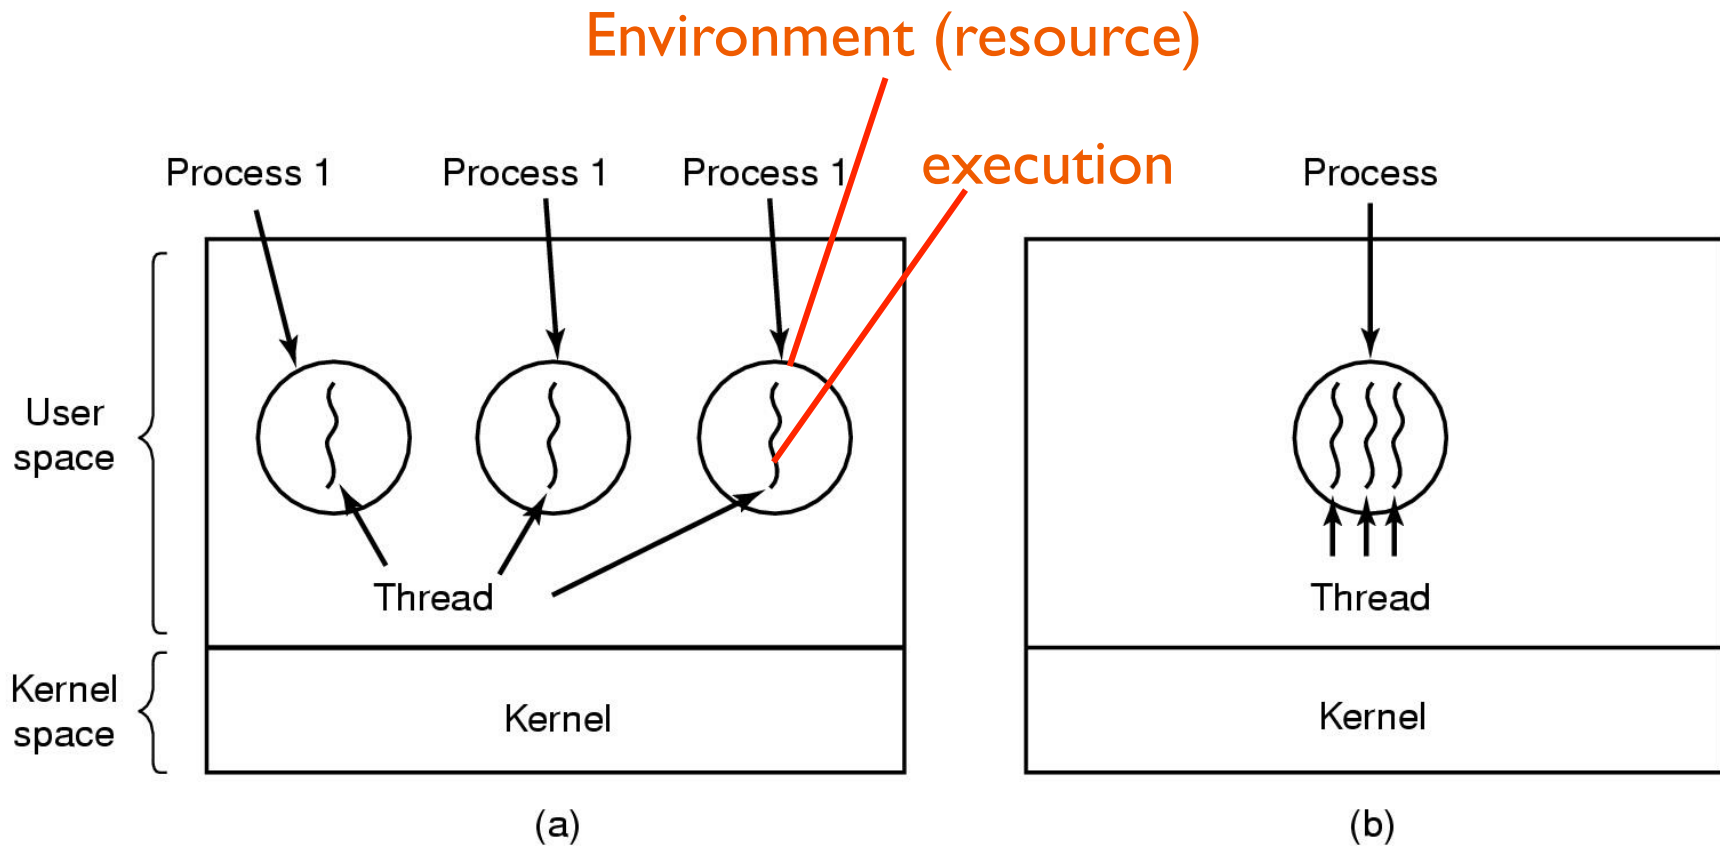 Environment (resource)
execution
Process 1
Process 1
Process 1
Process
User
space
Thread
Thread
Kernel
space
Kernel
Kernel
(a)
(b)